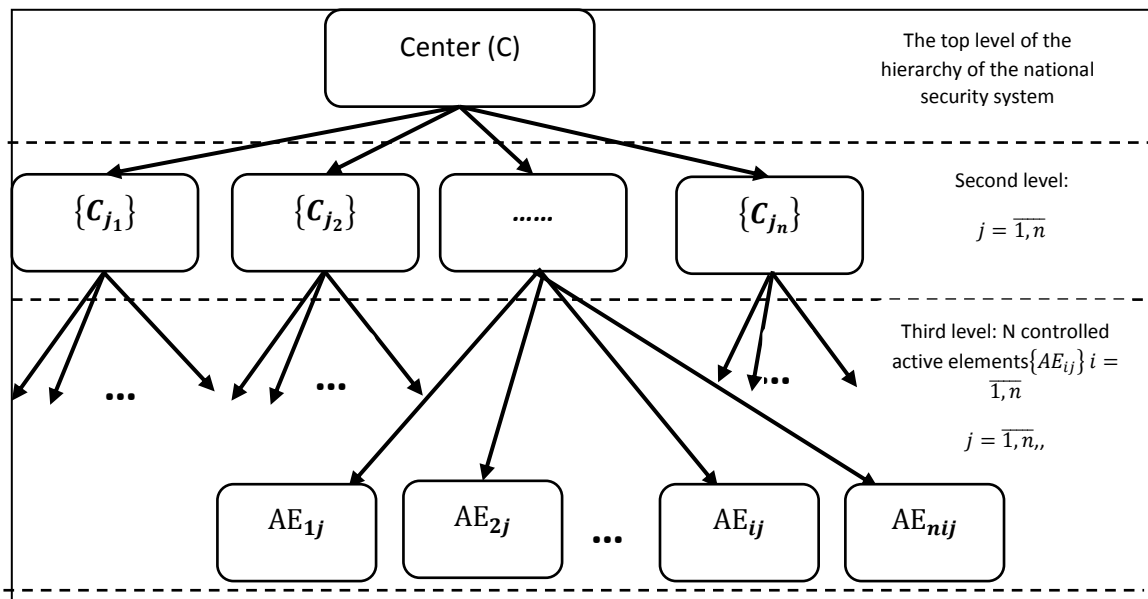 Center (C)
The top level of the
hierarchy of the national
security system
{C_{j_1}}
{C_{j_2}}
......
{C_{j_n}}
Second level:
j = \overline{1,n}
Third level: N controlled
active elements{AE_{ij}} i =
\overline{1,n}
j = \overline{1,n},,
...
...
...
AE_{1j}
AE_{2j}
...
AE_{ij}
AE_{nij}